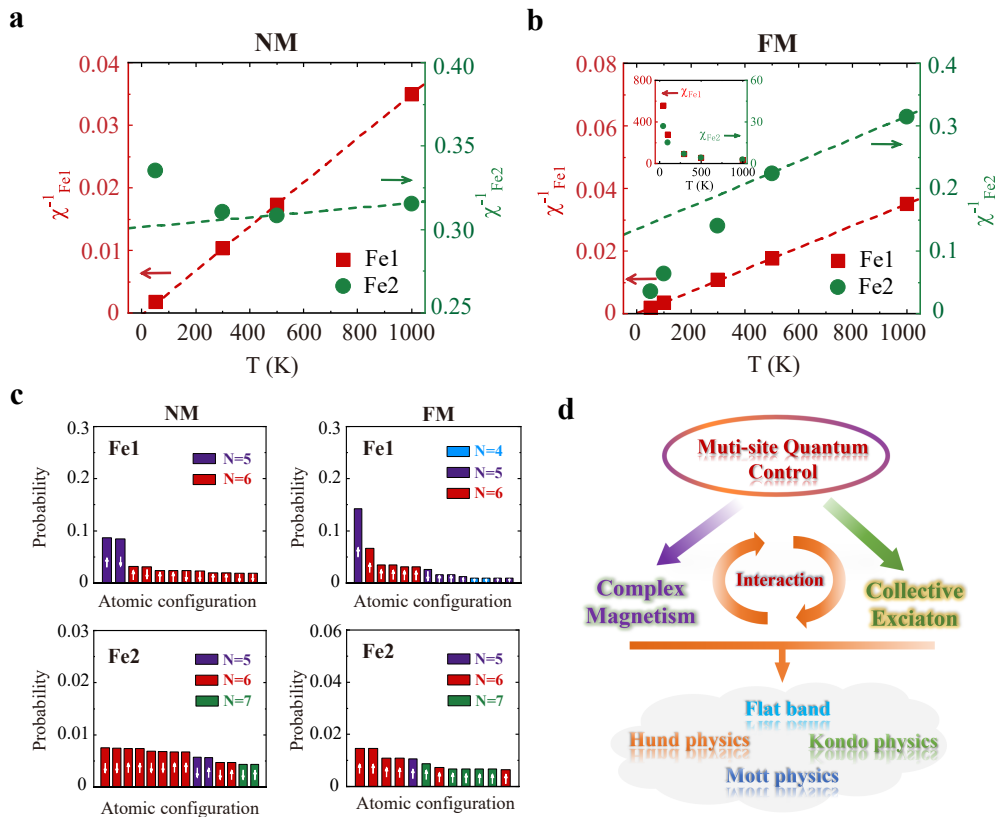 a
NM
0.04
0.03
0.02
0.01
0
χ⁻¹Fe1
0.40
0.35
0.30
0.25
χ⁻¹Fe2
Fe1
Fe2
0 200 400 600 800 1000
T (K)
b
FM
0.08
0.06
0.04
0.02
0
χ⁻¹Fe1
0.4
0.3
0.2
0.1
0
χ⁻¹Fe2
800
400
0
60
30
0
χFe1
χFe2
0 500 1000
T (K)
Fe1
Fe2
0 200 400 600 800 1000
T (K)
c
NM
Fe1
0.3
0.2
0.1
0
Probability
N=5
N=6
Atomic configuration
FM
Fe1
0.3
0.2
0.1
0
Probability
N=4
N=5
N=6
Atomic configuration
Fe2
0.03
0.02
0.01
0
Probability
N=5
N=6
N=7
Atomic configuration
Fe2
0.06
0.04
0.02
0
Probability
N=5
N=6
N=7
Atomic configuration
d
Muti-site Quantum
Control
Interaction
Complex
Magnetism
Collective
Exciaton
Flat band
Hund physics
Kondo physics
Mott physics